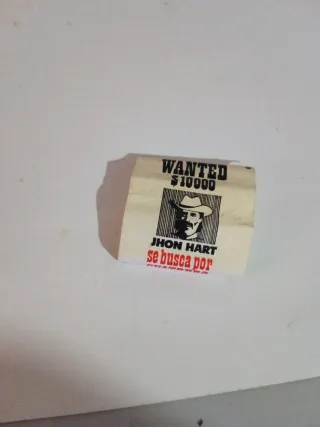 WANTED
$10000
JHON HART
se busca por